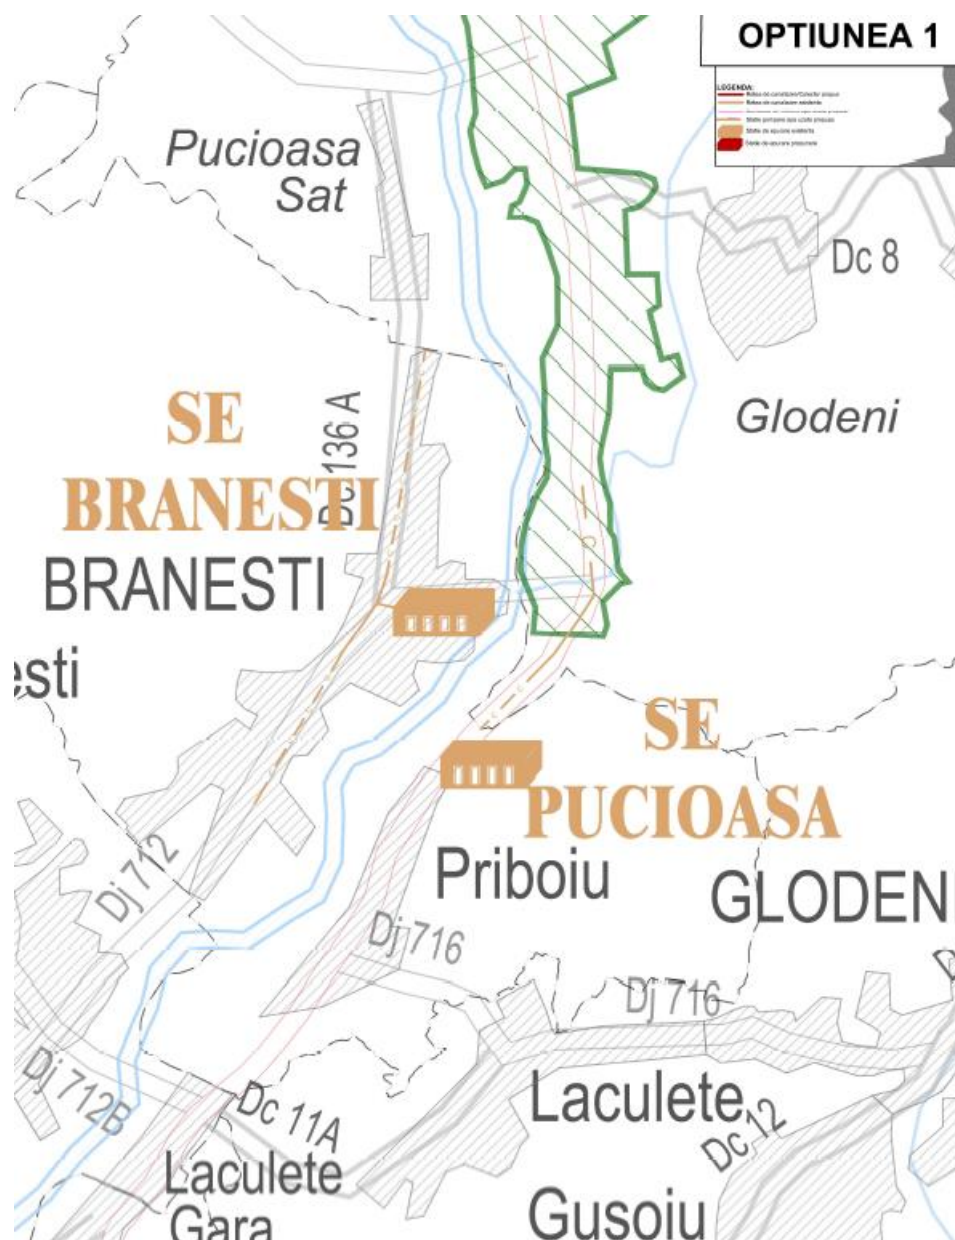 OPTIUNEA 1
LEGENDA:
Pucioasa
Sat
Dc 8
SE
BRANESTI
Dc 136 A
Glodeni
BRANESTI
esti
SE
PUCIOASA
Priboiu
GLODENI
Dj 712
Dj 716
Dj 716
Dj 712B
Dc 11A
Laculete
Dc 12
Laculete
Gara
Gusoiu